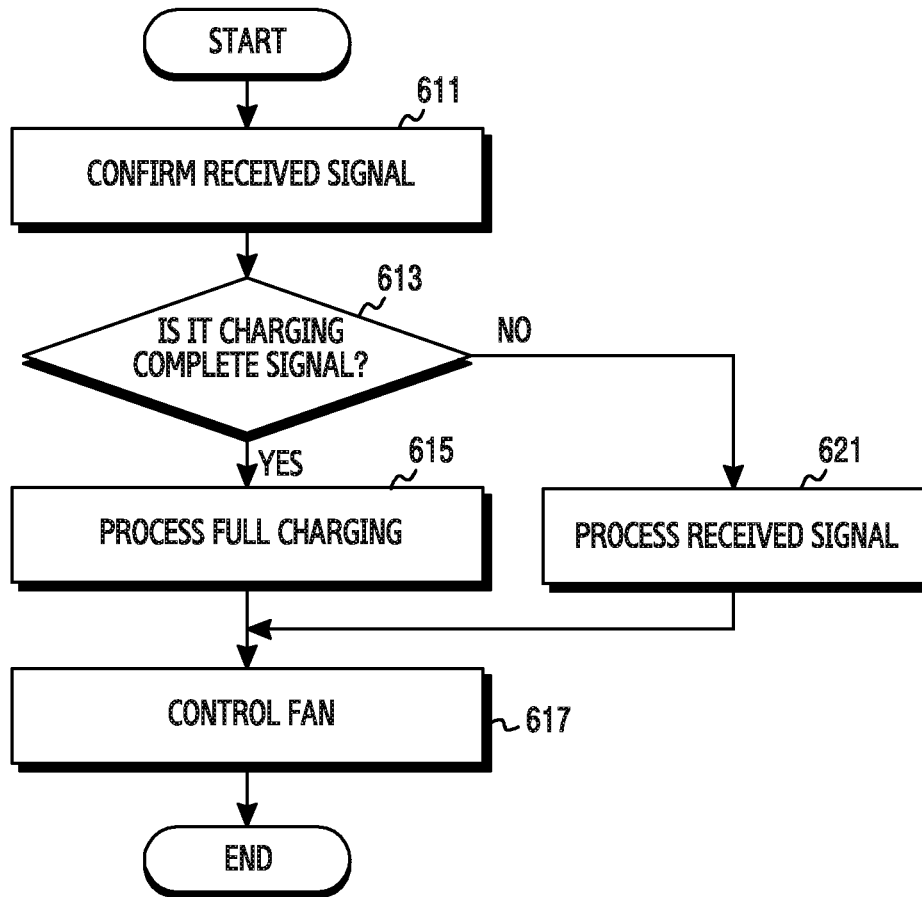 START
611
CONFIRM RECEIVED SIGNAL
613
IS IT CHARGING
COMPLETE SIGNAL?
NO
YES
615
PROCESS FULL CHARGING
621
PROCESS RECEIVED SIGNAL
CONTROL FAN
617
END